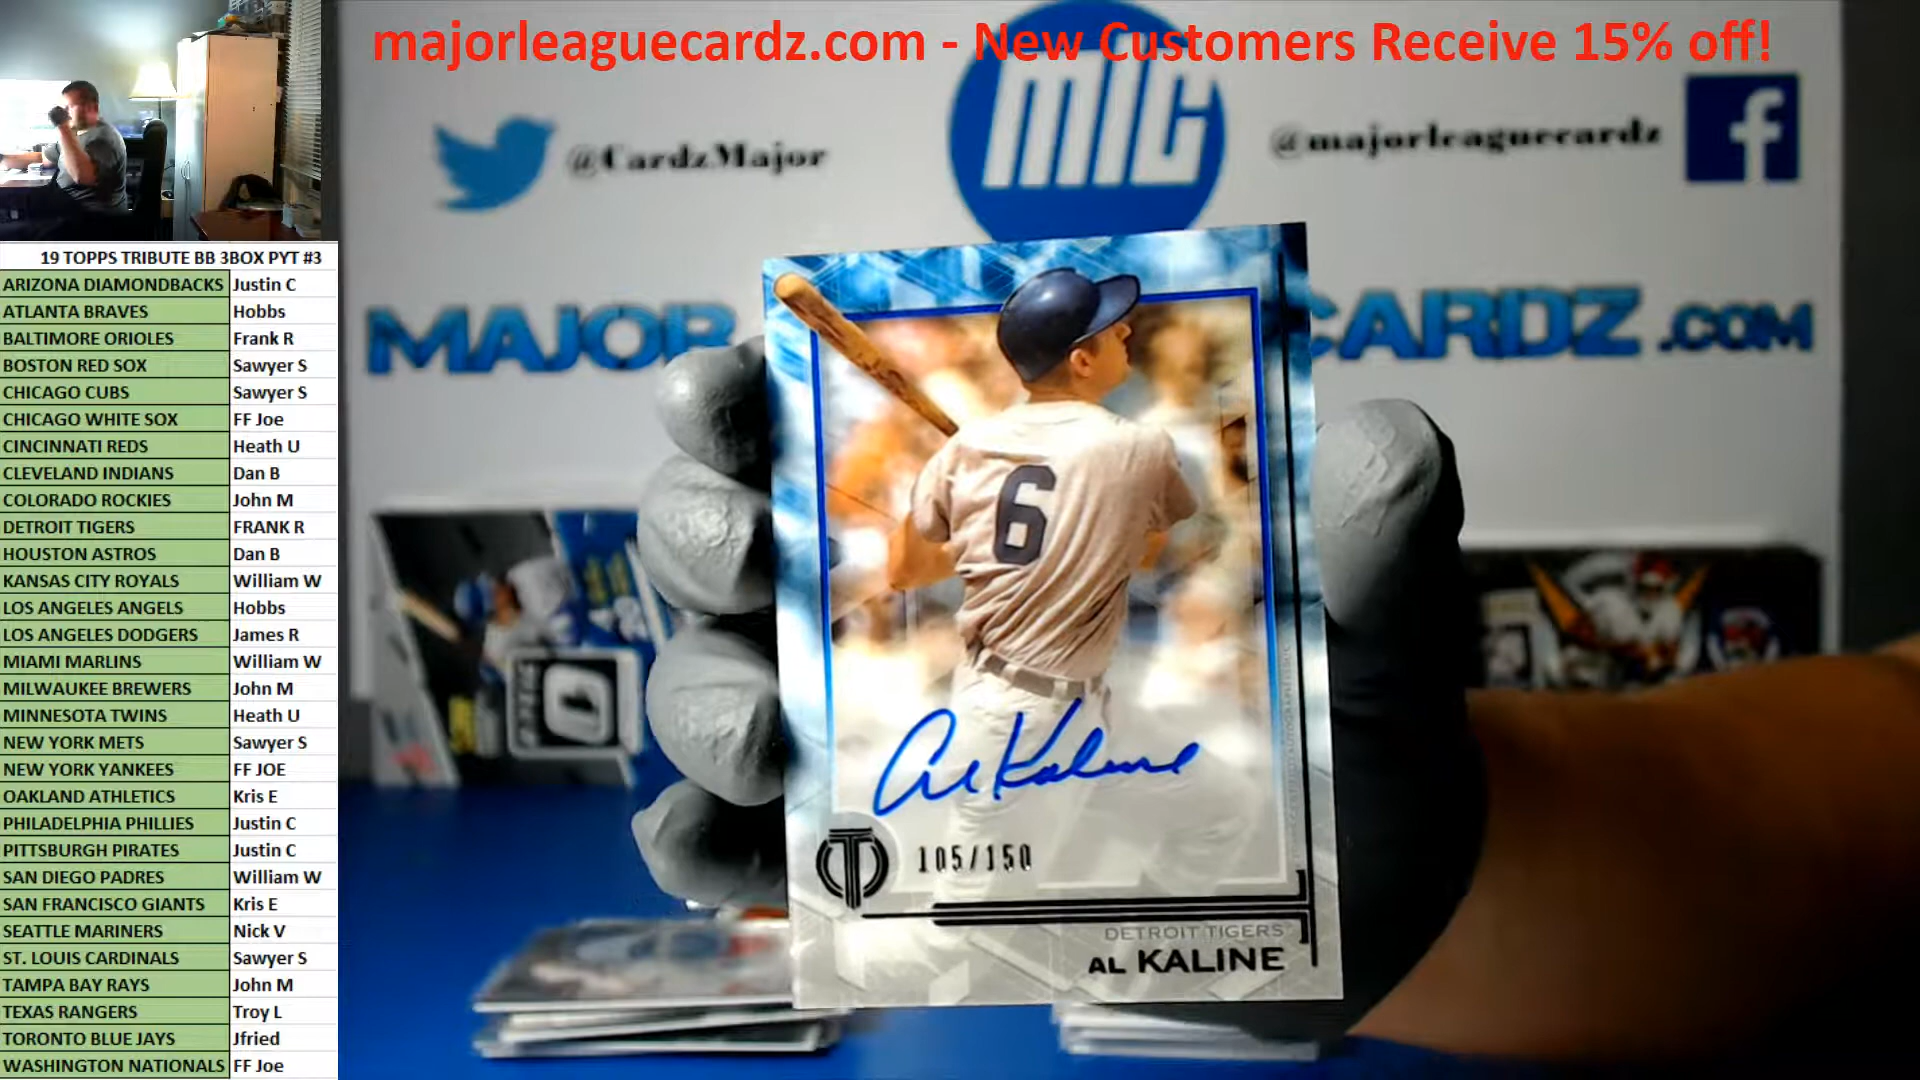 majorleaguecardz.com - New Customers Receive 15% off!
@CardzMajor
MLC
@majorleaguecardz
f
MAJOR CARDZ.COM
6
Al Kaline
105/150
DETROIT TIGERS
AL KALINE
19 TOPPS TRIBUTE BB 3BOX PYT #3
ARIZONA DIAMONDBACKS Justin C
ATLANTA BRAVES Hobbs
BALTIMORE ORIOLES Frank R
BOSTON RED SOX Sawyer S
CHICAGO CUBS Sawyer S
CHICAGO WHITE SOX FF Joe
CINCINNATI REDS Heath U
CLEVELAND INDIANS Dan B
COLORADO ROCKIES John M
DETROIT TIGERS FRANK R
HOUSTON ASTROS Dan B
KANSAS CITY ROYALS William W
LOS ANGELES ANGELS Hobbs
LOS ANGELES DODGERS James R
MIAMI MARLINS William W
MILWAUKEE BREWERS John M
MINNESOTA TWINS Heath U
NEW YORK METS Sawyer S
NEW YORK YANKEES FF JOE
OAKLAND ATHLETICS Kris E
PHILADELPHIA PHILLIES Justin C
PITTSBURGH PIRATES Justin C
SAN DIEGO PADRES William W
SAN FRANCISCO GIANTS Kris E
SEATTLE MARINERS Nick V
ST. LOUIS CARDINALS Sawyer S
TAMPA BAY RAYS John M
TEXAS RANGERS Troy L
TORONTO BLUE JAYS Jfried
WASHINGTON NATIONALS FF Joe